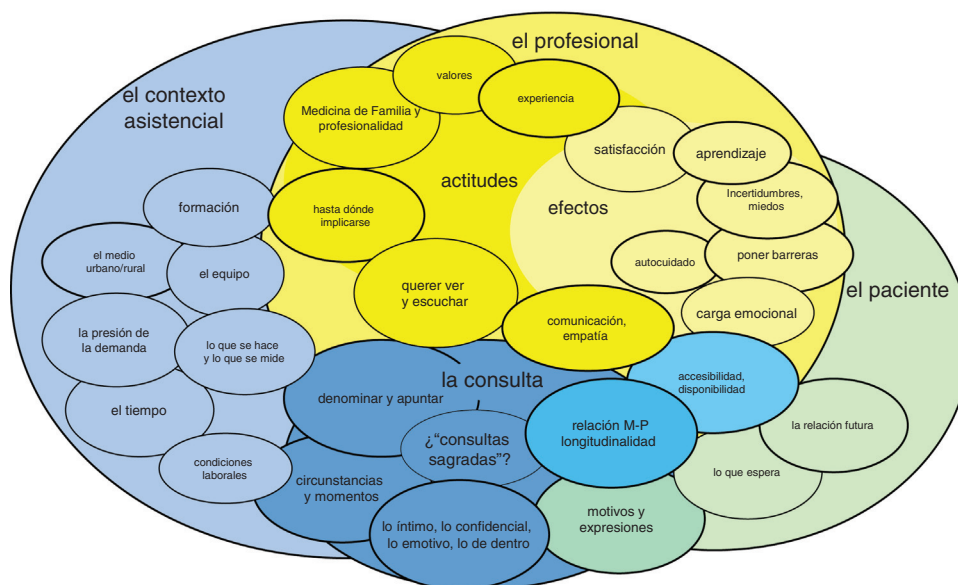 el profesional
el contexto
asistencial
valores
experiencia
Medicina de Familia y
profesionalidad
satisfacción
aprendizaje
actitudes
efectos
Incertidumbres,
miedos
formación
hasta dónde
implicarse
el medio
urbano/rural
el equipo
autocuidado
poner barreras
querer ver
y escuchar
el paciente
carga emocional
comunicación,
empatía
la presión de
la demanda
lo que se hace
y lo que se mide
la consulta
denominar y apuntar
accesibilidad,
disponibilidad
el tiempo
¿“consultas
sagradas”?
relación M-P
longitudinalidad
la relación futura
condiciones
laborales
circunstancias
y momentos
lo que espera
lo íntimo, lo confidencial,
lo emotivo, lo de dentro
motivos y
expresiones